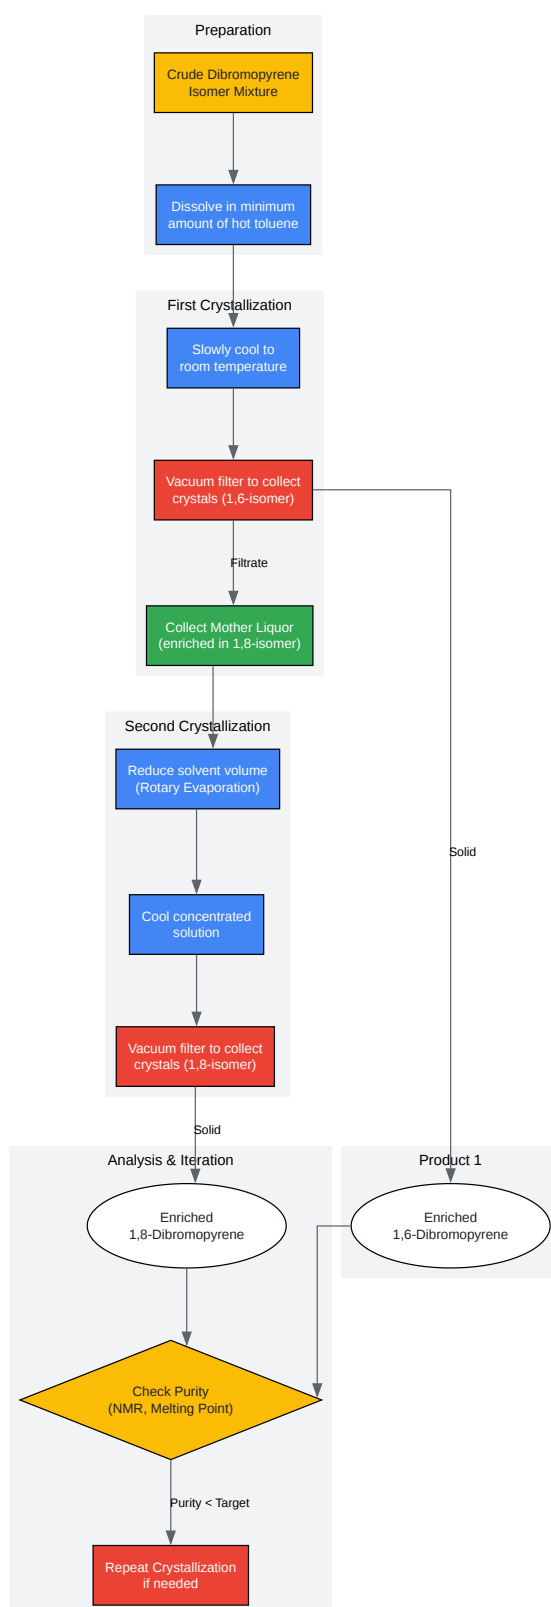 Preparation
Crude Dibromopyrene
Isomer Mixture
Dissolve in minimum
amount of hot toluene
First Crystallization
Slowly cool to
room temperature
Vacuum filter to collect
crystals (1,6-isomer)
Filtrate
Collect Mother Liquor
(enriched in 1,8-isomer)
Second Crystallization
Reduce solvent volume
(Rotary Evaporation)
Solid
Cool concentrated
solution
Vacuum filter to collect
crystals (1,8-isomer)
Solid
Analysis & Iteration
Product 1
Enriched
1,8-Dibromopyrene
Enriched
1,6-Dibromopyrene
Check Purity
(NMR, Melting Point)
Purity < Target
Repeat Crystallization
if needed